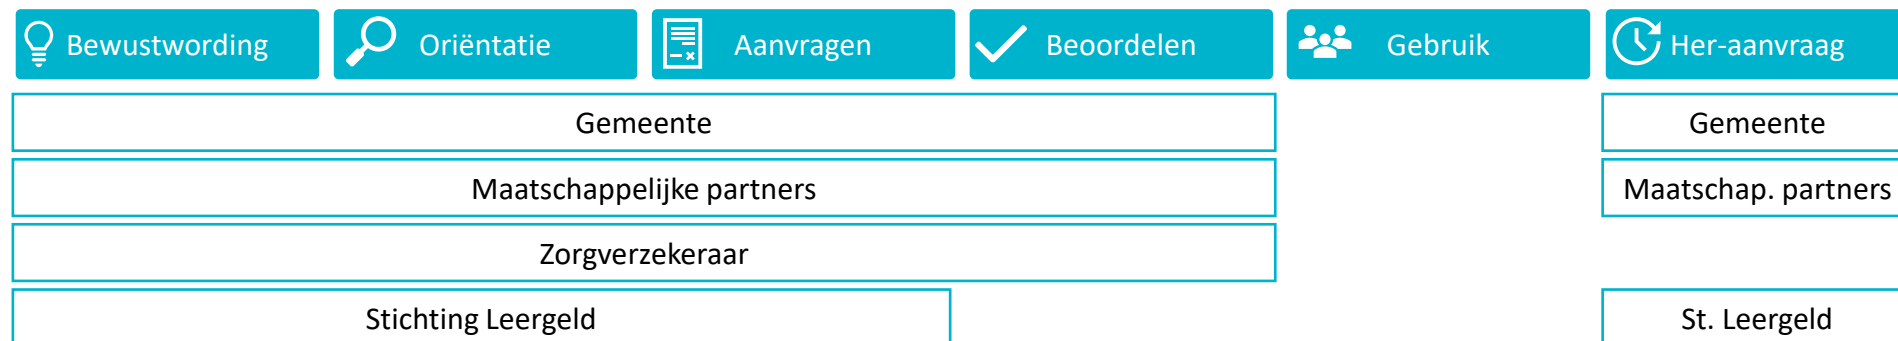 Bewustwording Oriëntatie Aanvragen Beoordelen Gebruik Her-aanvraag
Gemeente Gemeente
Maatschappelijke partners Maatschap. partners
Zorgverzekeraar
Stichting Leergeld St. Leergeld